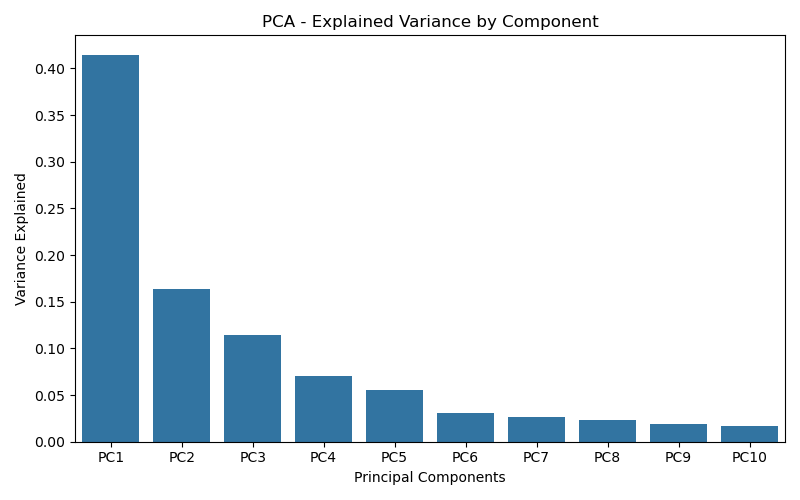 PCA - Explained Variance by Component
Variance Explained
0.40
0.35
0.30
0.25
0.20
0.15
0.10
0.05
0.00
PC1 PC2 PC3 PC4 PC5 PC6 PC7 PC8 PC9 PC10
Principal Components